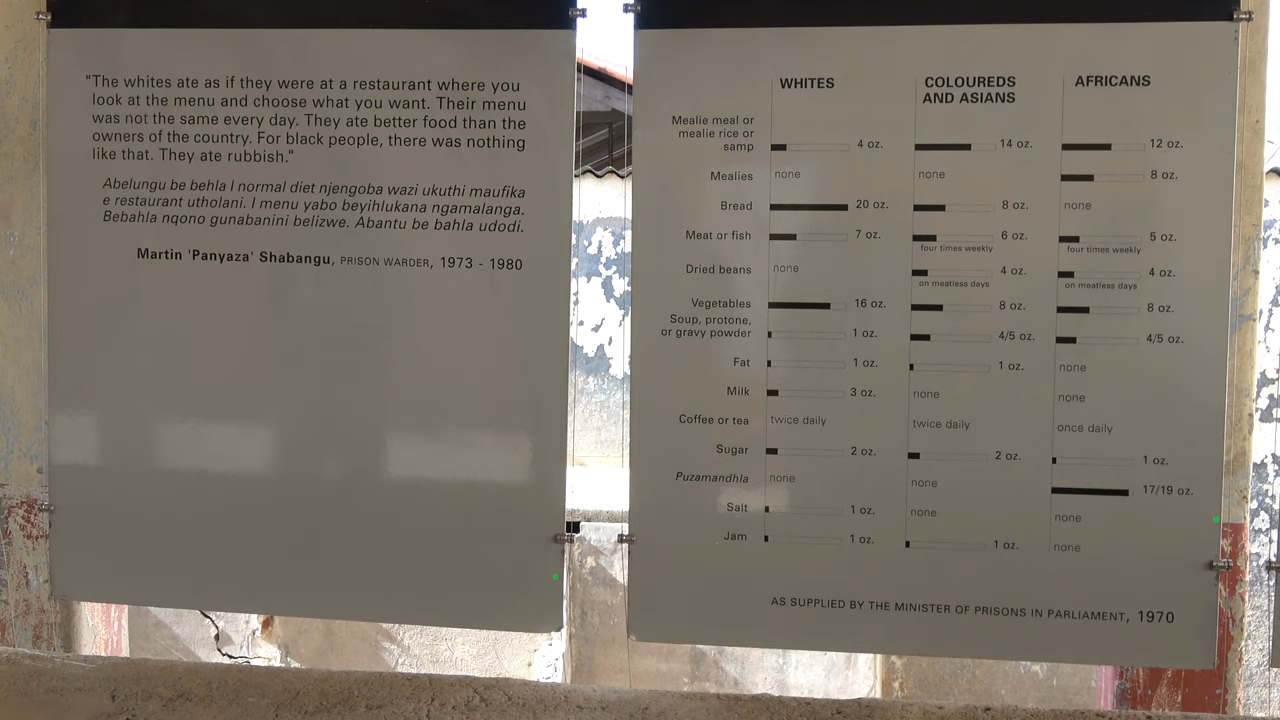 "The whites ate as if they were at a restaurant where you
look at the menu and choose what you want. Their menu
was not the same every day. They ate better food than the
owners of the country. For black people, there was nothing
like that. They ate rubbish."
Abelungu be behla I normal diet njengoba wazi ukuthi maufika
e restaurant utholani. I menu yabo beyihlukana ngamalanga.
Bebahla nqono gunabanini belizwe. Abantu be bahla udodi.
Martin 'Panyaza' Shabangu, PRISON WARDER, 1973 - 1980
WHITES COLOUREDS AND ASIANS AFRICANS
Mealie meal or
mealie rice or
samp 4 oz. 14 oz. 12 oz.
Mealies none none 8 oz.
Bread 20 oz. 8 oz. none
Meat or fish 7 oz. 6 oz. 5 oz.
four times weekly four times weekly
Dried beans none 4 oz. 4 oz.
on meatless days on meatless days
Vegetables 16 oz. 8 oz. 8 oz.
Soup, protone,
or gravy powder 1 oz. 4/5 oz. 4/5 oz.
Fat 1 oz. 1 oz. none
Milk 3 oz. none none
Coffee or tea twice daily twice daily once daily
Sugar 2 oz. 2 oz. 1 oz.
Puzamandhla none none 17/19 oz.
Salt 1 oz. none none
Jam 1 oz. 1 oz. none
AS SUPPLIED BY THE MINISTER OF PRISONS IN PARLIAMENT, 1970